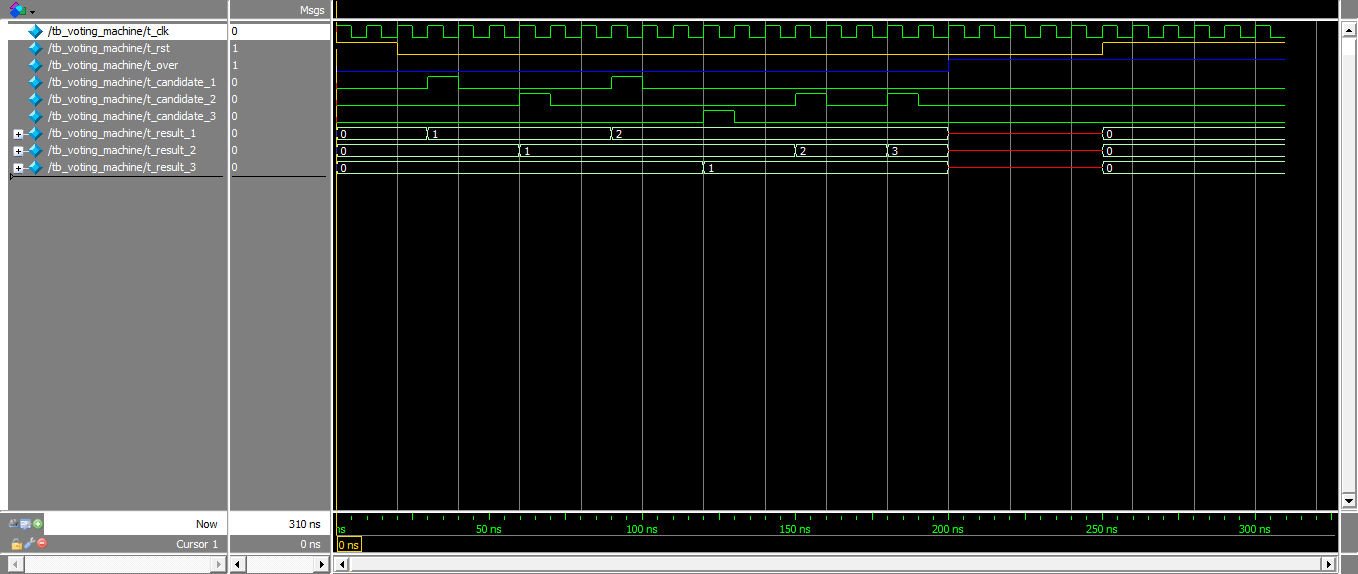 Msgs
/tb_voting_machine/t_clk 0
/tb_voting_machine/t_rst 1
/tb_voting_machine/t_over 1
/tb_voting_machine/t_candidate_1 0
/tb_voting_machine/t_candidate_2 0
/tb_voting_machine/t_candidate_3 0
/tb_voting_machine/t_result_1 0 0 1 2 0
/tb_voting_machine/t_result_2 0 0 1 2 3 0
/tb_voting_machine/t_result_3 0 0 1 0
Now 310 ns ns 50 ns 100 ns 150 ns 200 ns 250 ns 300 ns
Cursor 1 0 ns 0 ns